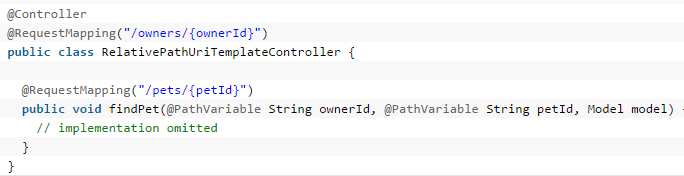 @Controller
@RequestMapping("/owners/{ownerId}")
public class RelativePathUriTemplateController {
@RequestMapping("/pets/{petId}")
public void findPet(@PathVariable String ownerId, @PathVariable String petId, Model model) {
// implementation omitted
}
}